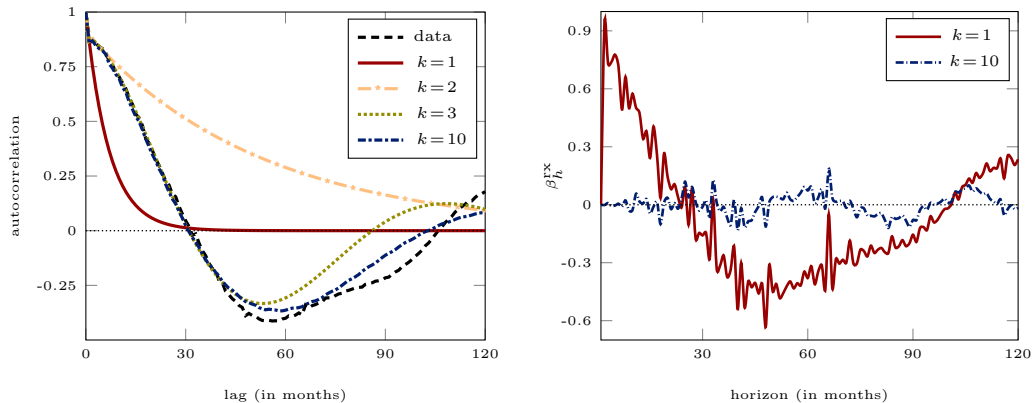 1
0.75
0.5
0.25
0
-0.25
autocorrelation
0
30
60
90
120
lag (in months)
data
k=1
k=2
k=3
k=10
0.9
0.6
0.3
0
-0.3
-0.6
β_h^rx
30
60
90
120
horizon (in months)
k=1
k=10